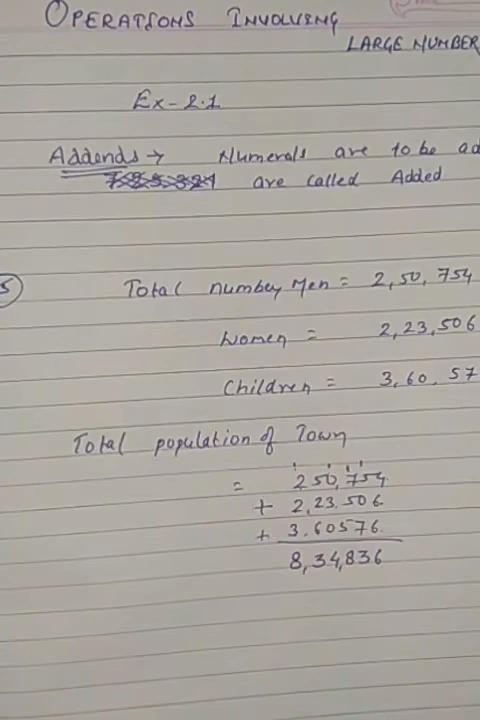 OPERATIONS INVOLVING
LARGE NUMBER
Ex-2.1
Addends → Numerals are to be ad
are called Added
5 Total number Men = 2,50,754
Women = 2,23,506
Children = 3,60,57
Total population of Town
= 250,754
+ 2,23,506
+ 3,60576
8,34,836